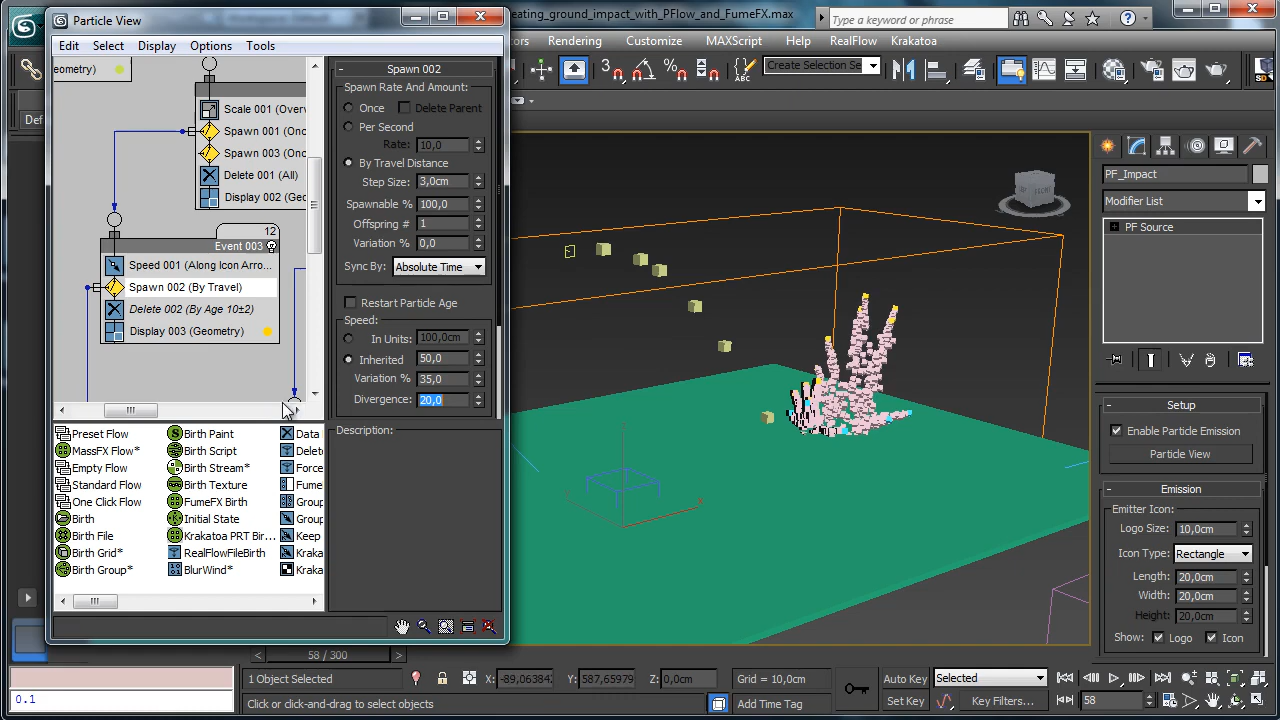 Particle View
eating_ground_impact_with_PFlow_and_FumeFX.max
Type a keyword or phrase
Edit Select Display Options Tools
ors Rendering Customize MAXScript Help RealFlow Krakatoa
3
Create Selection Se
Def
eometry)
Scale 001 (Overv
Spawn 001 (Onc
Spawn 003 (Onc
Delete 001 (All)
Display 002 (Geo
12
Event 003
Speed 001 (Along Icon Arro...
Spawn 002 (By Travel)
Delete 002 (By Age 10±2)
Display 003 (Geometry)
Spawn 002
Spawn Rate And Amount:
Once Delete Parent
Per Second
Rate: 10,0
By Travel Distance
Step Size: 3,0cm
Spawnable % 100,0
Offspring # 1
Variation % 0,0
Sync By: Absolute Time
Restart Particle Age
Speed:
In Units: 100,0cm
Inherited 50,0
Variation % 35,0
Divergence: 20,0
Description:
Preset Flow Birth Paint Data
MassFX Flow* Birth Script Delet
Empty Flow Birth Stream* Force
Standard Flow Birth Texture Fume
One Click Flow FumeFX Birth Group
Birth Initial State Group
Birth File Krakatoa PRT Bir... Keep
Birth Grid* RealFlowFileBirth Kraka
Birth Group* BlurWind* Kraka
X
PF_Impact
Modifier List
PF Source
Setup
Enable Particle Emission
Particle View
Emission
Emitter Icon:
Logo Size: 10,0cm
Icon Type: Rectangle
Length: 20,0cm
Width: 20,0cm
Height: 20,0cm
Show: Logo Icon
58 / 300
0.1
1 Object Selected
X: -89,06384 Y: 587,65979 Z: 0,0cm
Grid = 10,0cm
Click or click-and-drag to select objects
Add Time Tag
Auto Key Selected
Set Key Key Filters...
58